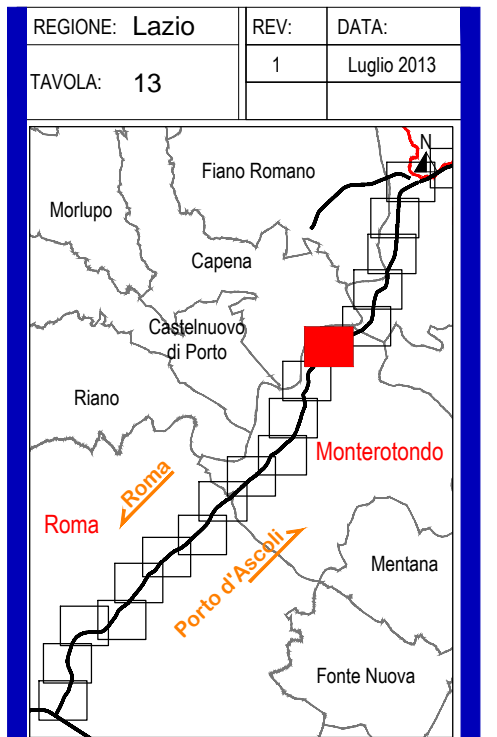 REGIONE: Lazio
REV:
DATA:
TAVOLA: 13
1
Luglio 2013
N
Fiano Romano
Morlupo
Capena
Castelnuovo
di Porto
Riano
Monterotondo
Roma
Roma
Porto d'Ascoli
Mentana
Fonte Nuova